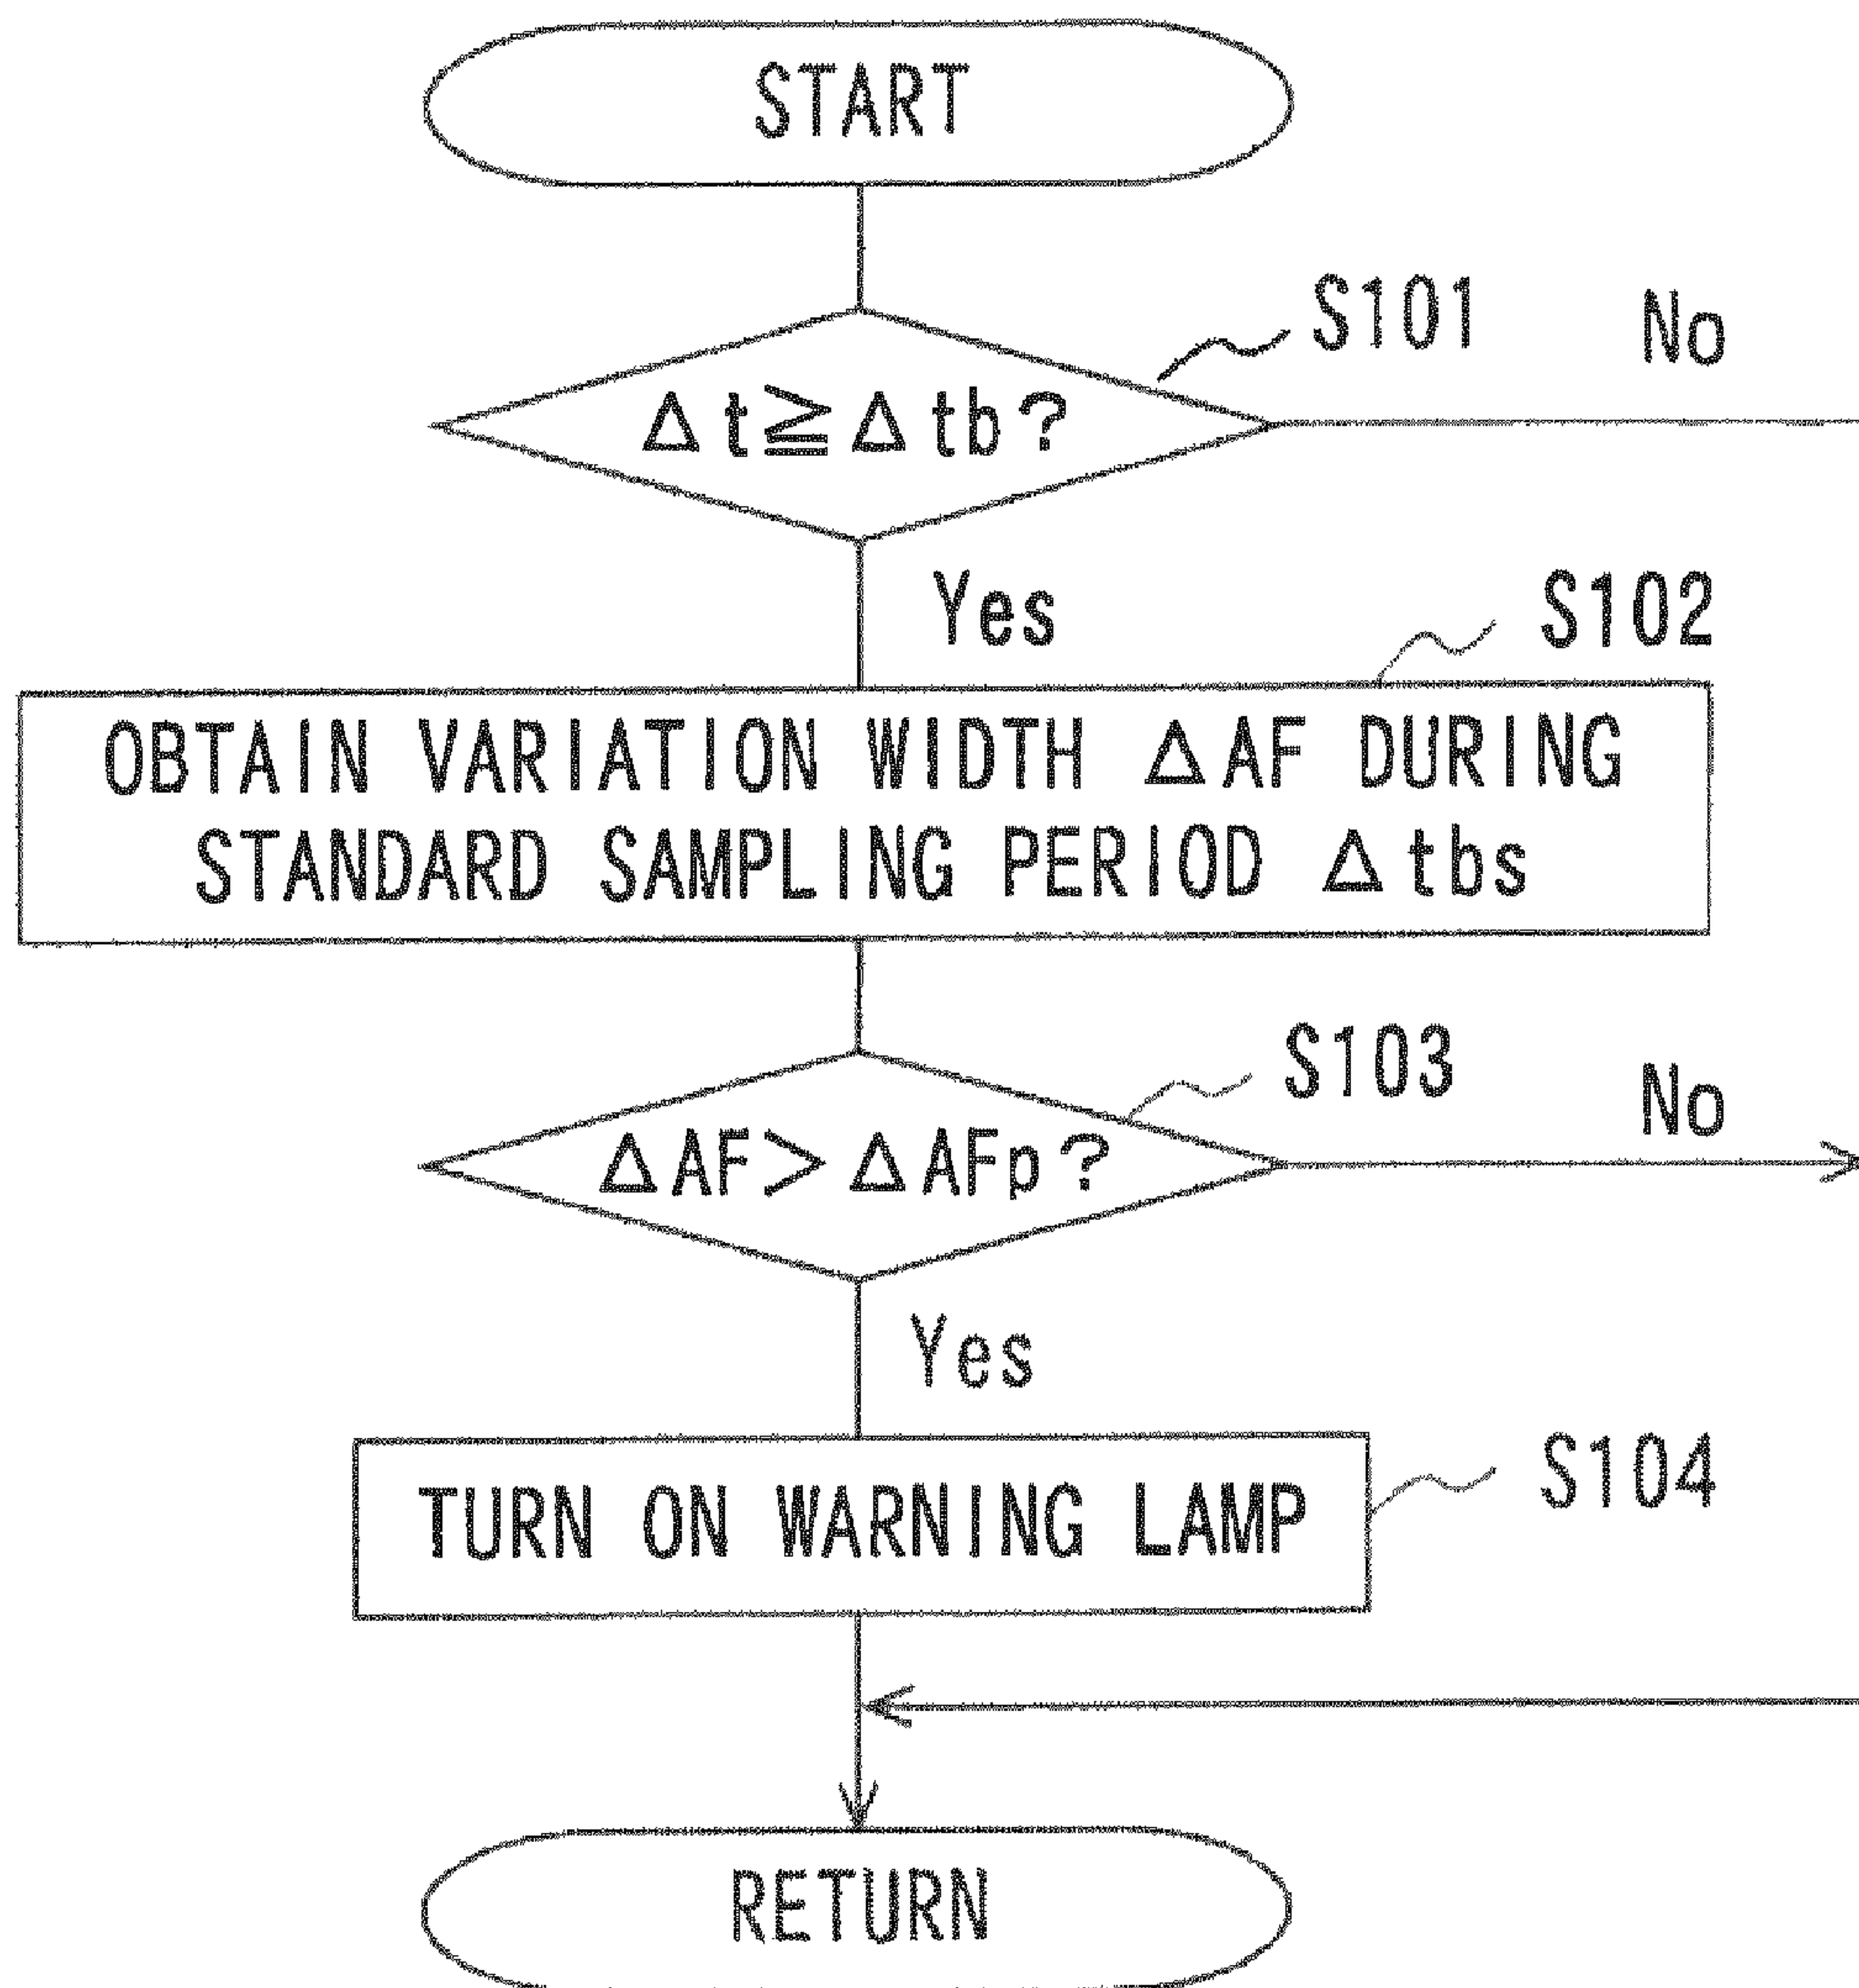 START
S101
No
Δt≧Δtb?
Yes
S102
OBTAIN VARIATION WIDTH ΔAF DURING
STANDARD SAMPLING PERIOD Δtbs
S103
No
ΔAF>ΔAFp?
Yes
TURN ON WARNING LAMP
S104
RETURN